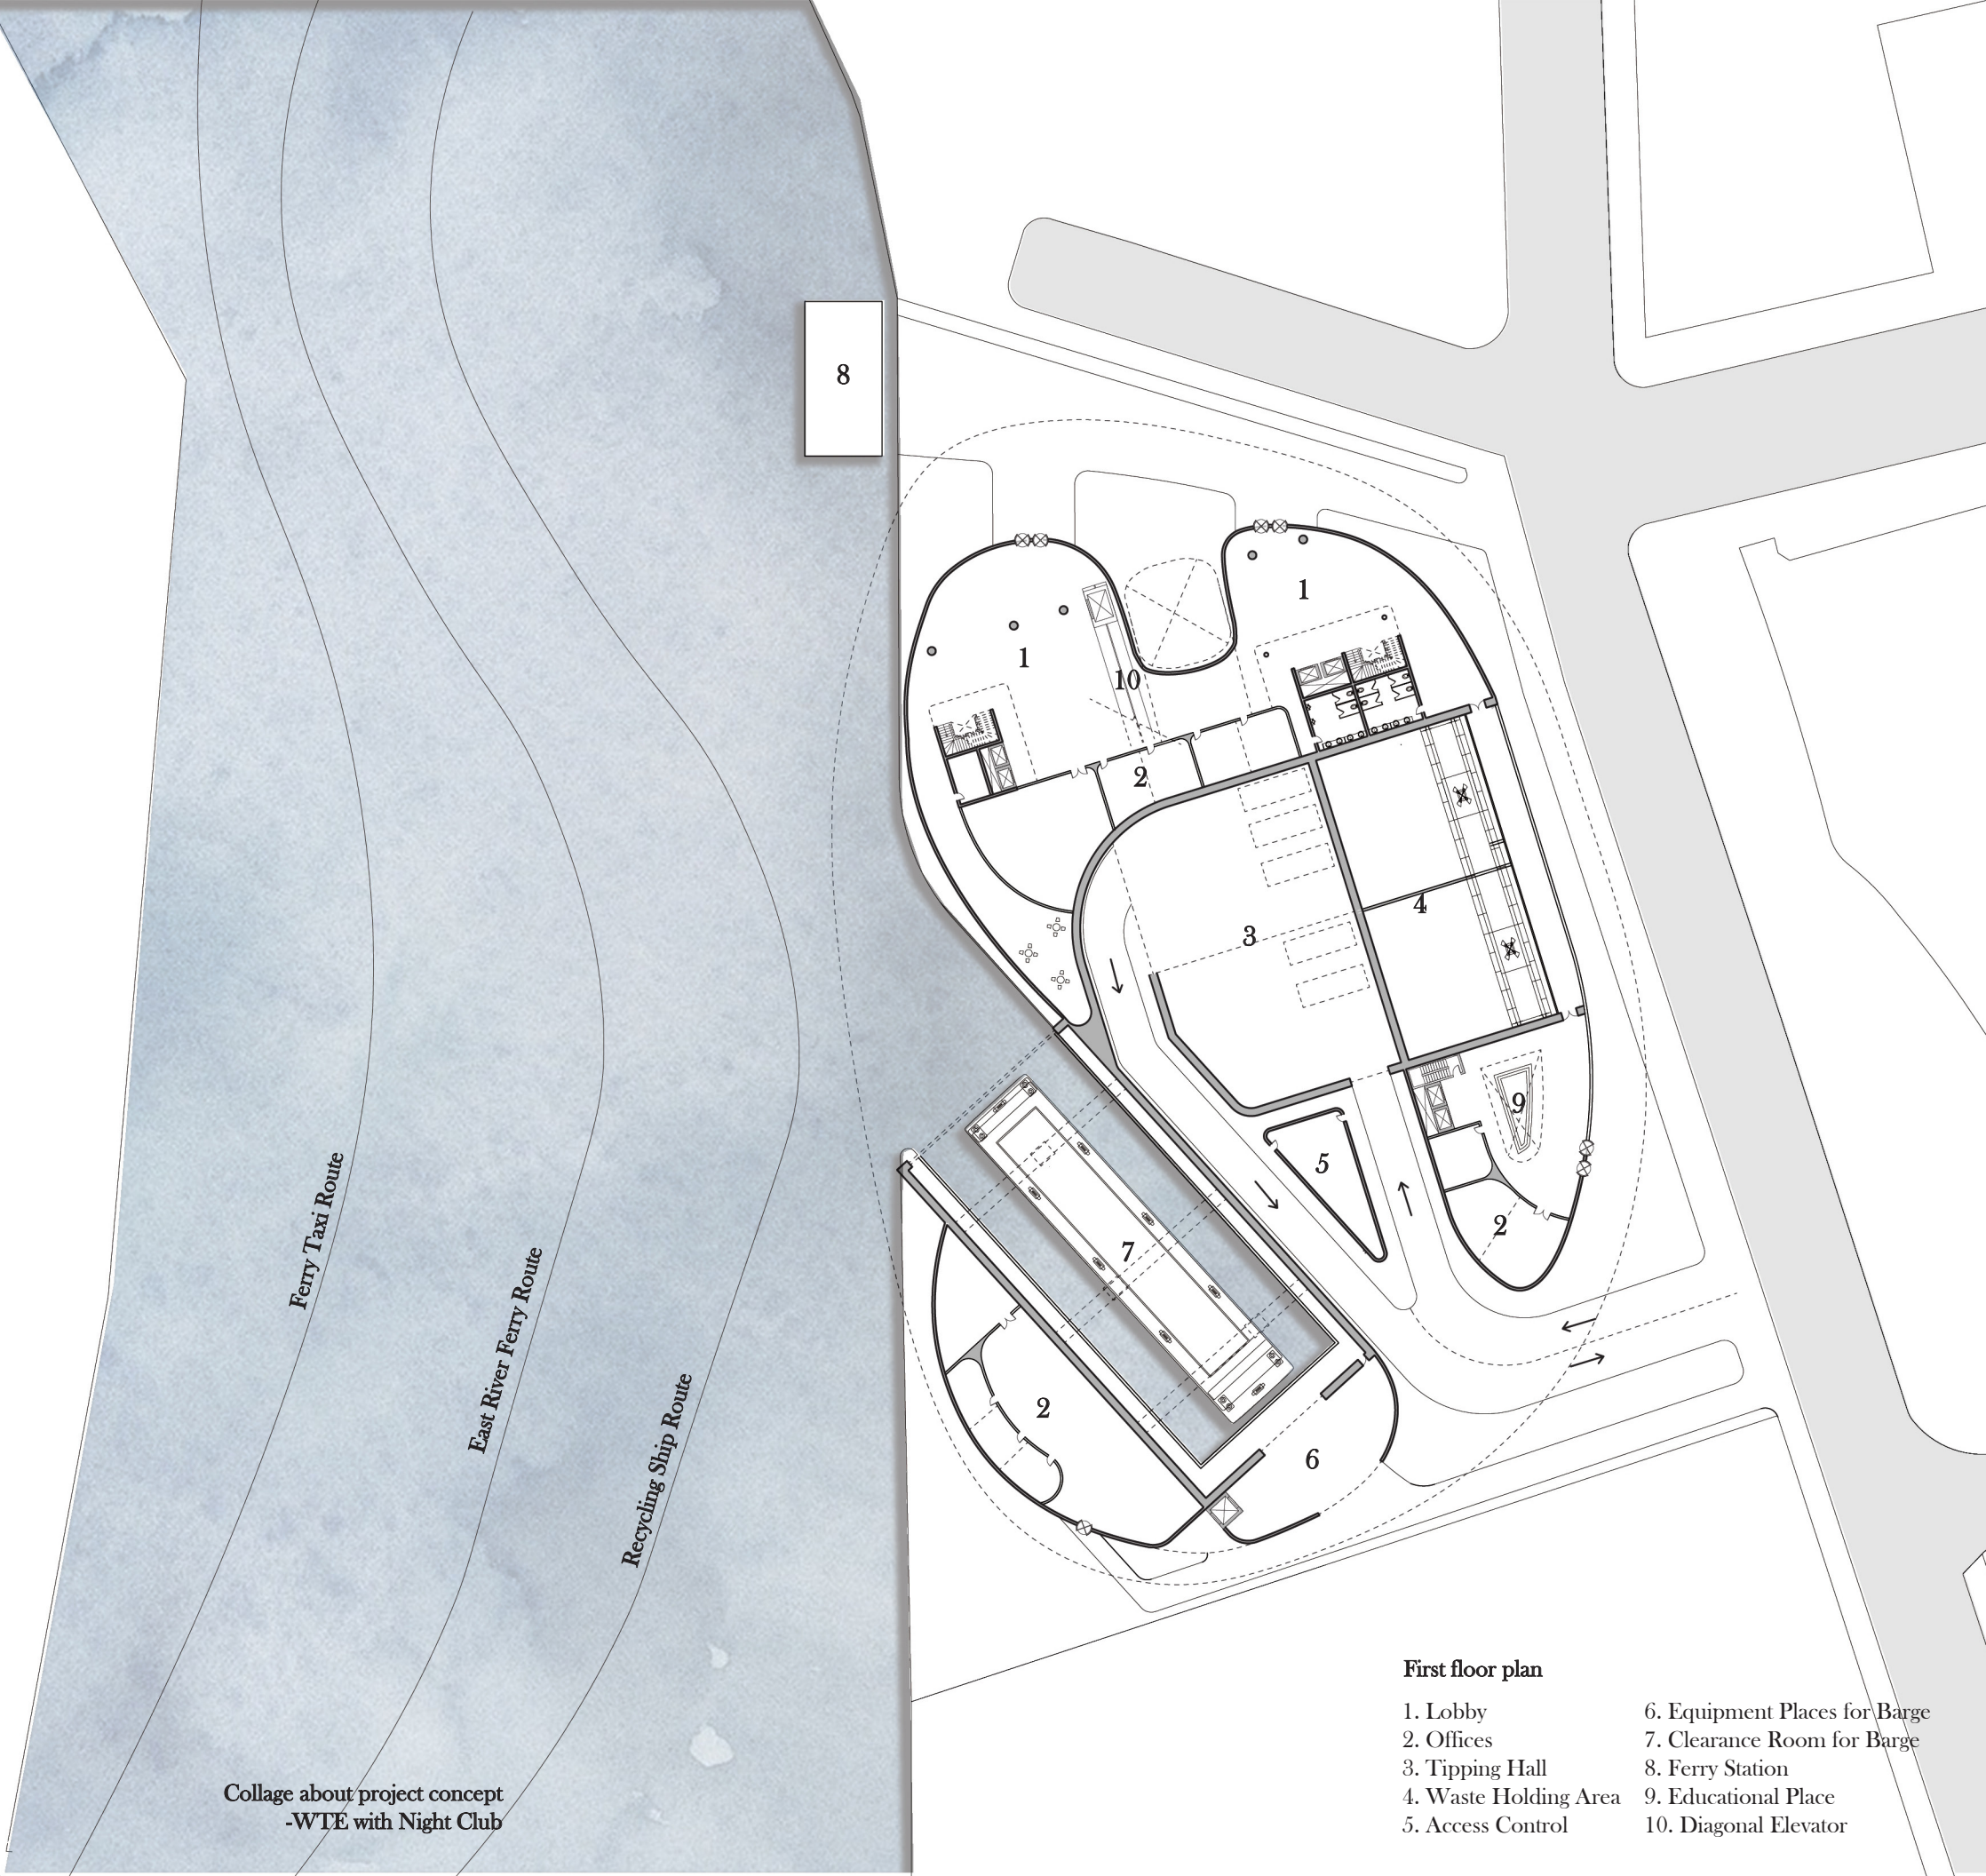 8
1
1
10
2
4
3
9
5
2
7
2
6
Ferry Taxi Route
East River Ferry Route
Recycling Ship Route
First floor plan
1. Lobby
2. Offices
3. Tipping Hall
4. Waste Holding Area
5. Access Control
6. Equipment Places for Barge
7. Clearance Room for Barge
8. Ferry Station
9. Educational Place
10. Diagonal Elevator
Collage about project concept
-WTE with Night Club